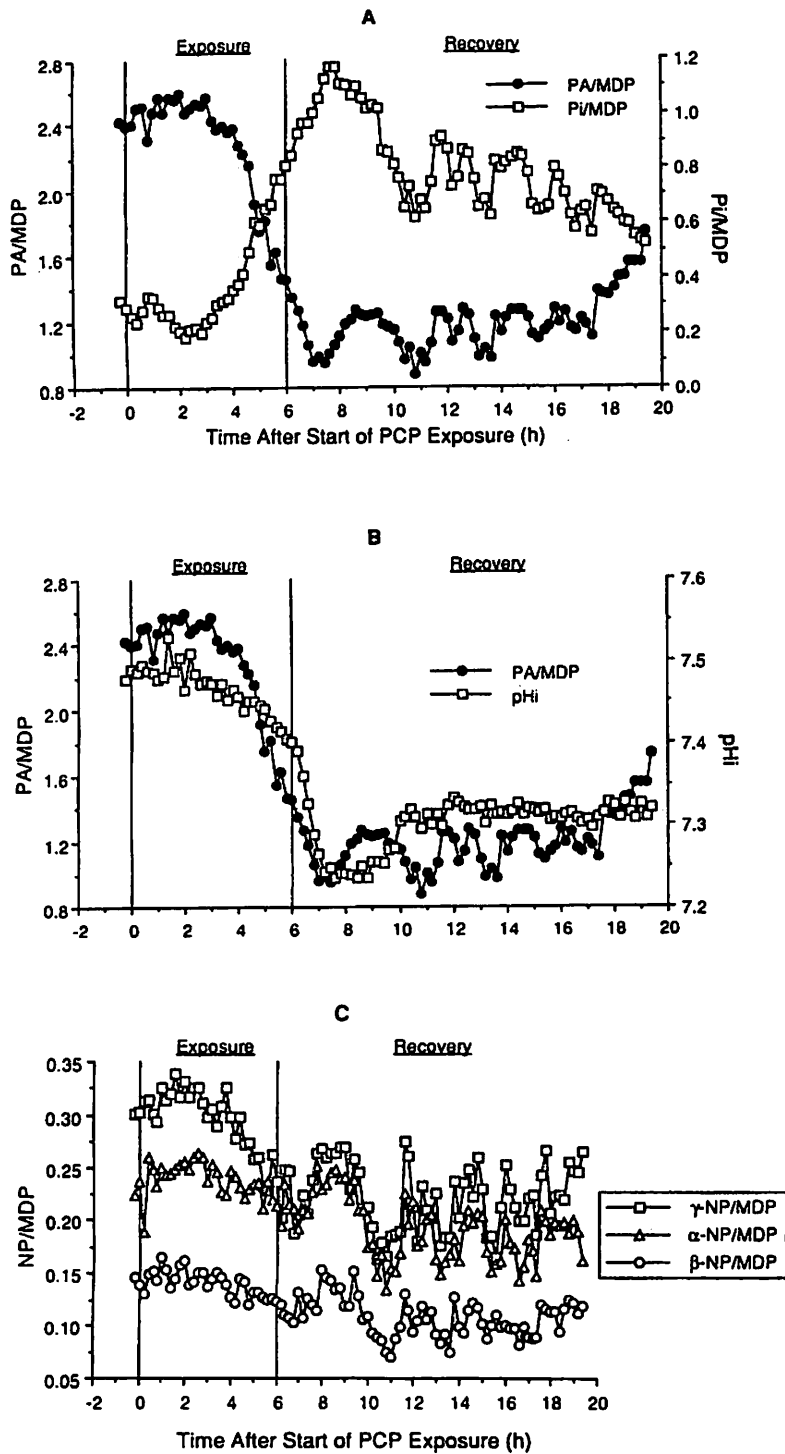 A
Exposure
Recovery
2.8
2.4
2.0
1.6
1.2
0.8
PA/MDP
1.2
1.0
0.8
0.6
0.4
0.2
0.0
Pi/MDP
PA/MDP
Pi/MDP
-2 0 2 4 6 8 10 12 14 16 18 20
Time After Start of PCP Exposure (h)
B
Exposure
Recovery
2.8
2.4
2.0
1.6
1.2
0.8
PA/MDP
7.6
7.5
7.4
7.3
7.2
pHi
PA/MDP
pHi
-2 0 2 4 6 8 10 12 14 16 18 20
C
Exposure
Recovery
0.35
0.30
0.25
0.20
0.15
0.10
0.05
NP/MDP
γ-NP/MDP
α-NP/MDP
β-NP/MDP
-2 0 2 4 6 8 10 12 14 16 18 20
Time After Start of PCP Exposure (h)